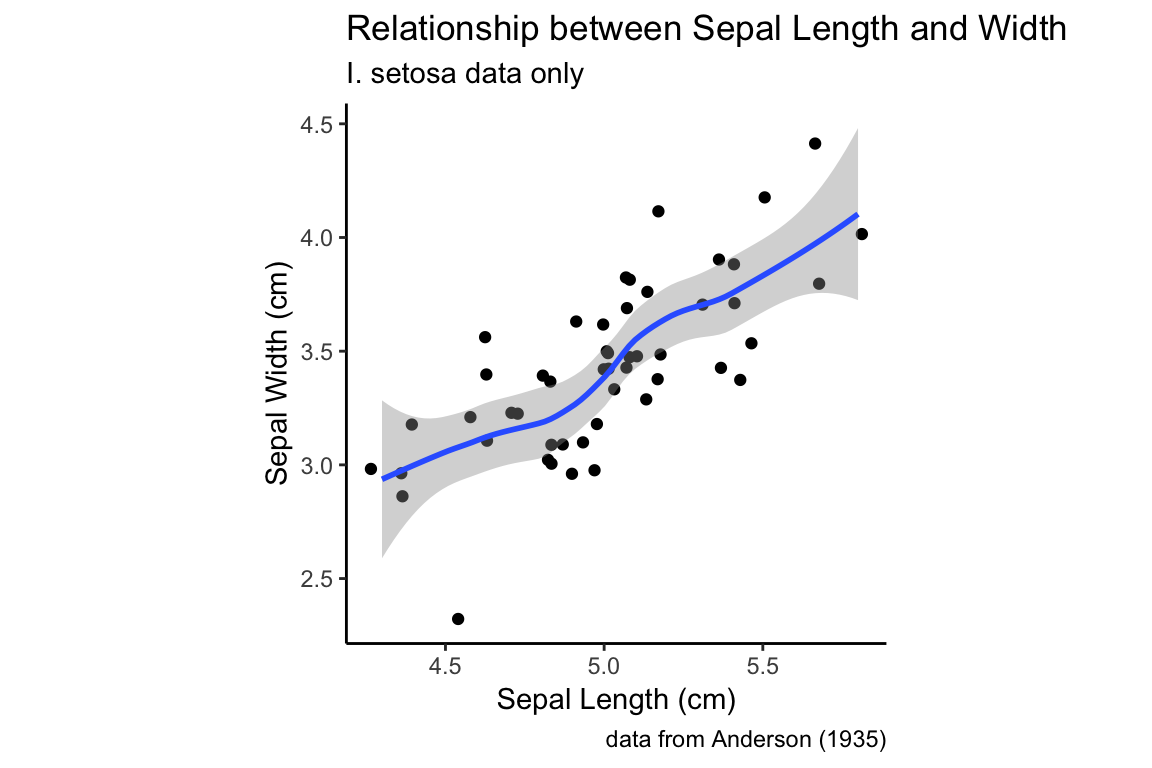 Relationship between Sepal Length and Width
I. setosa data only
4.5
4.0
3.5
3.0
2.5
Sepal Width (cm)
4.5
5.0
5.5
Sepal Length (cm)
data from Anderson (1935)